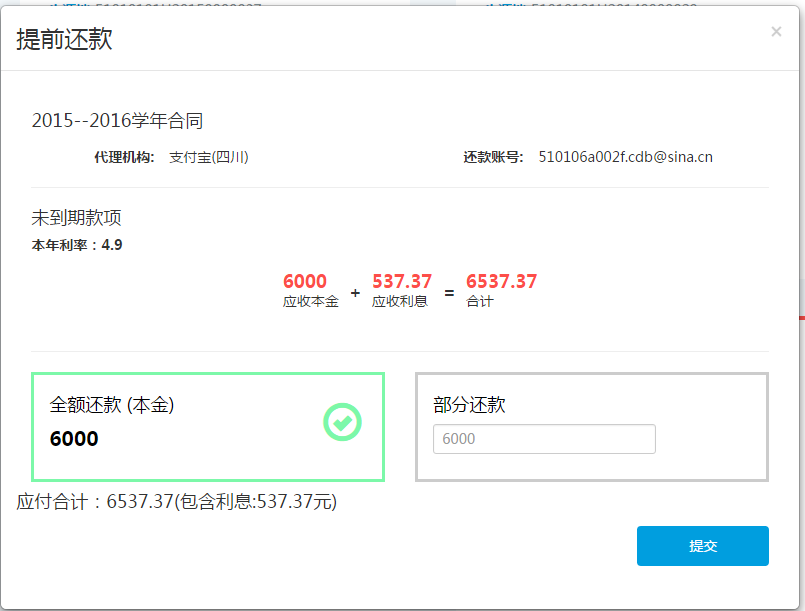 提前还款
×
2015--2016学年合同
代理机构: 支付宝(四川) 还款账号: 510106a002f.cdb@sina.cn
未到期款项
本年利率：4.9
6000 + 537.37 = 6537.37
应收本金 应收利息 合计
全额还款 (本金)
6000
部分还款
6000
应付合计：6537.37(包含利息:537.37元)
提交